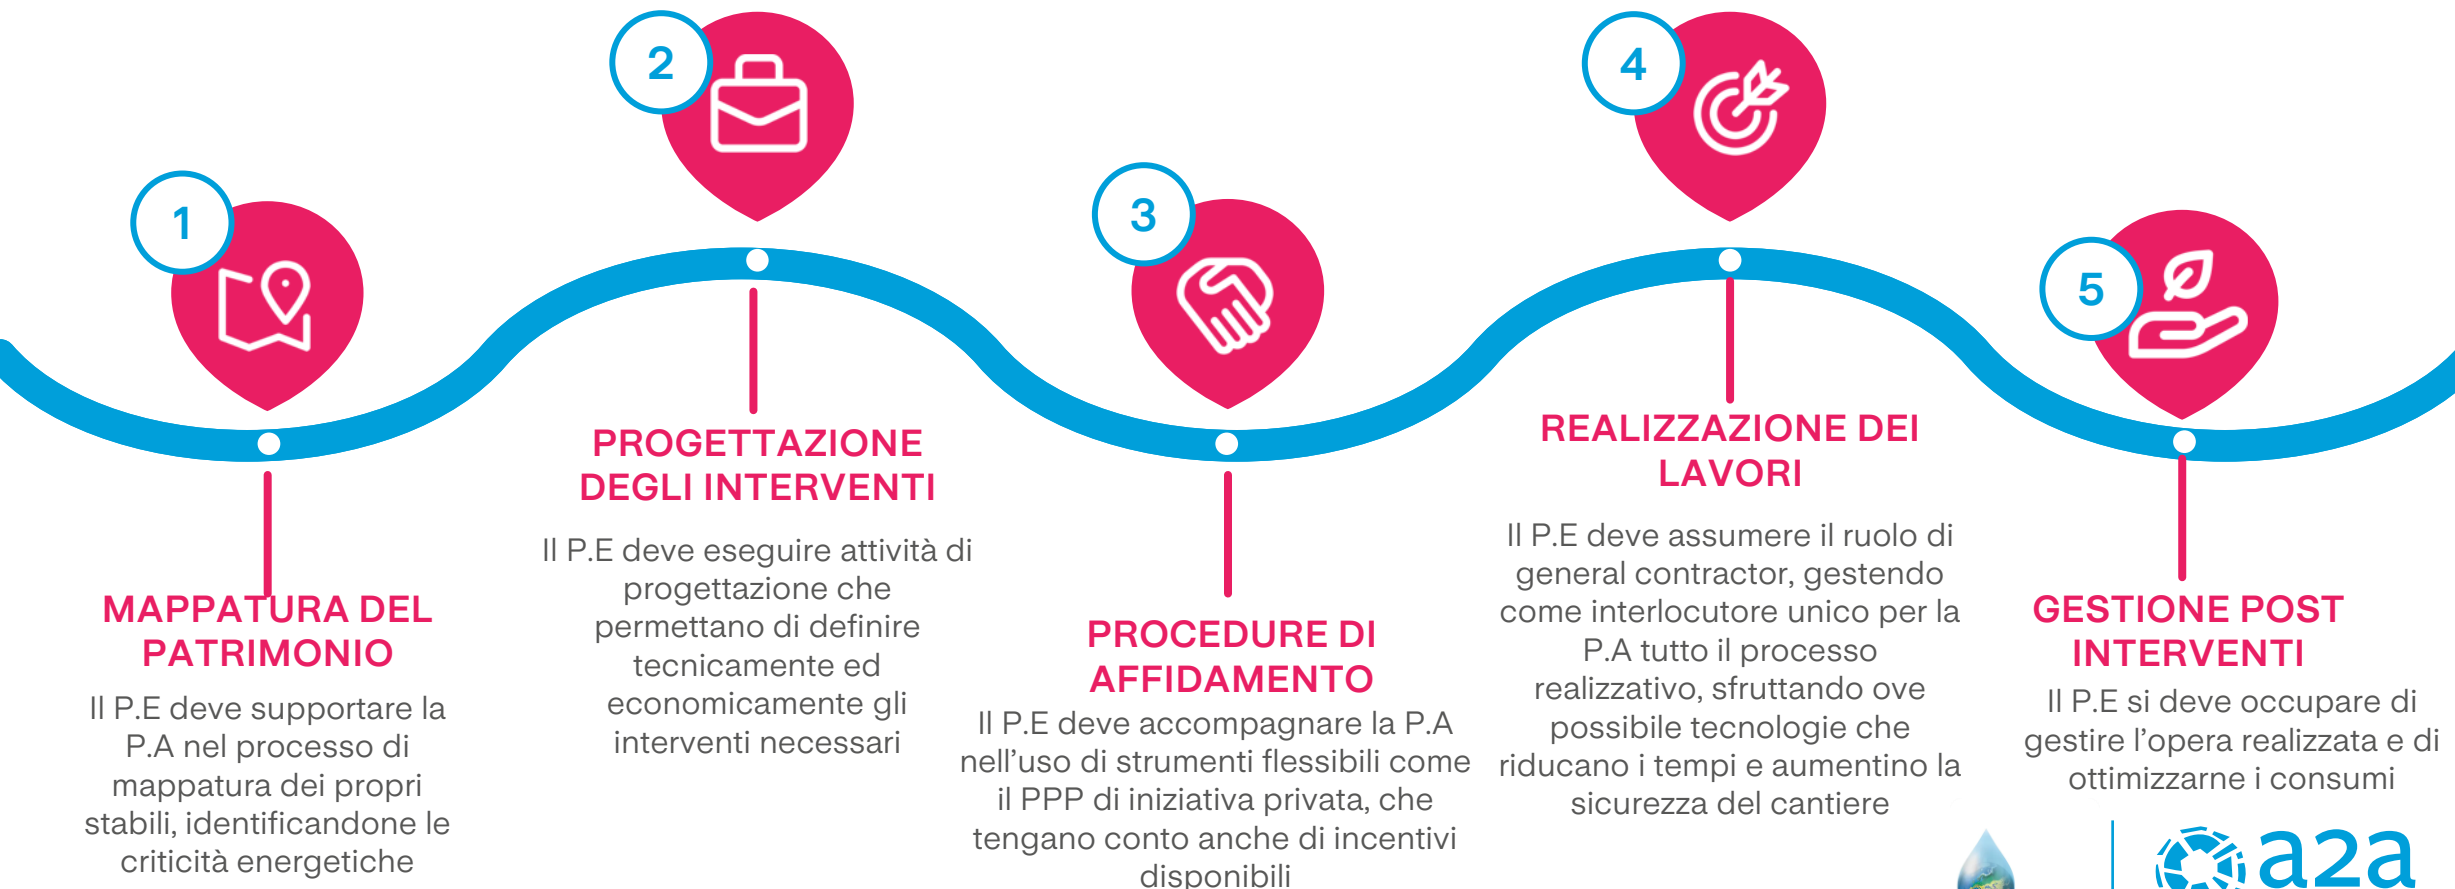 1
MAPPATURA DEL
PATRIMONIO
Il P.E deve supportare la
P.A nel processo di
mappatura dei propri
stabili, identificandone le
criticità energetiche
2
PROGETTAZIONE
DEGLI INTERVENTI
Il P.E deve eseguire attività di
progettazione che
permettano di definire
tecnicamente ed
economicamente gli
interventi necessari
3
PROCEDURE DI
AFFIDAMENTO
Il P.E deve accompagnare la P.A
nell'uso di strumenti flessibili come
il PPP di iniziativa privata, che
tengano conto anche di incentivi
disponibili
4
REALIZZAZIONE DEI
LAVORI
Il P.E deve assumere il ruolo di
general contractor, gestendo
come interlocutore unico per la
P.A tutto il processo
realizzativo, sfruttando ove
possibile tecnologie che
riducano i tempi e aumentino la
sicurezza del cantiere
5
GESTIONE POST
INTERVENTI
Il P.E si deve occupare di
gestire l'opera realizzata e di
ottimizzarne i consumi
a2a